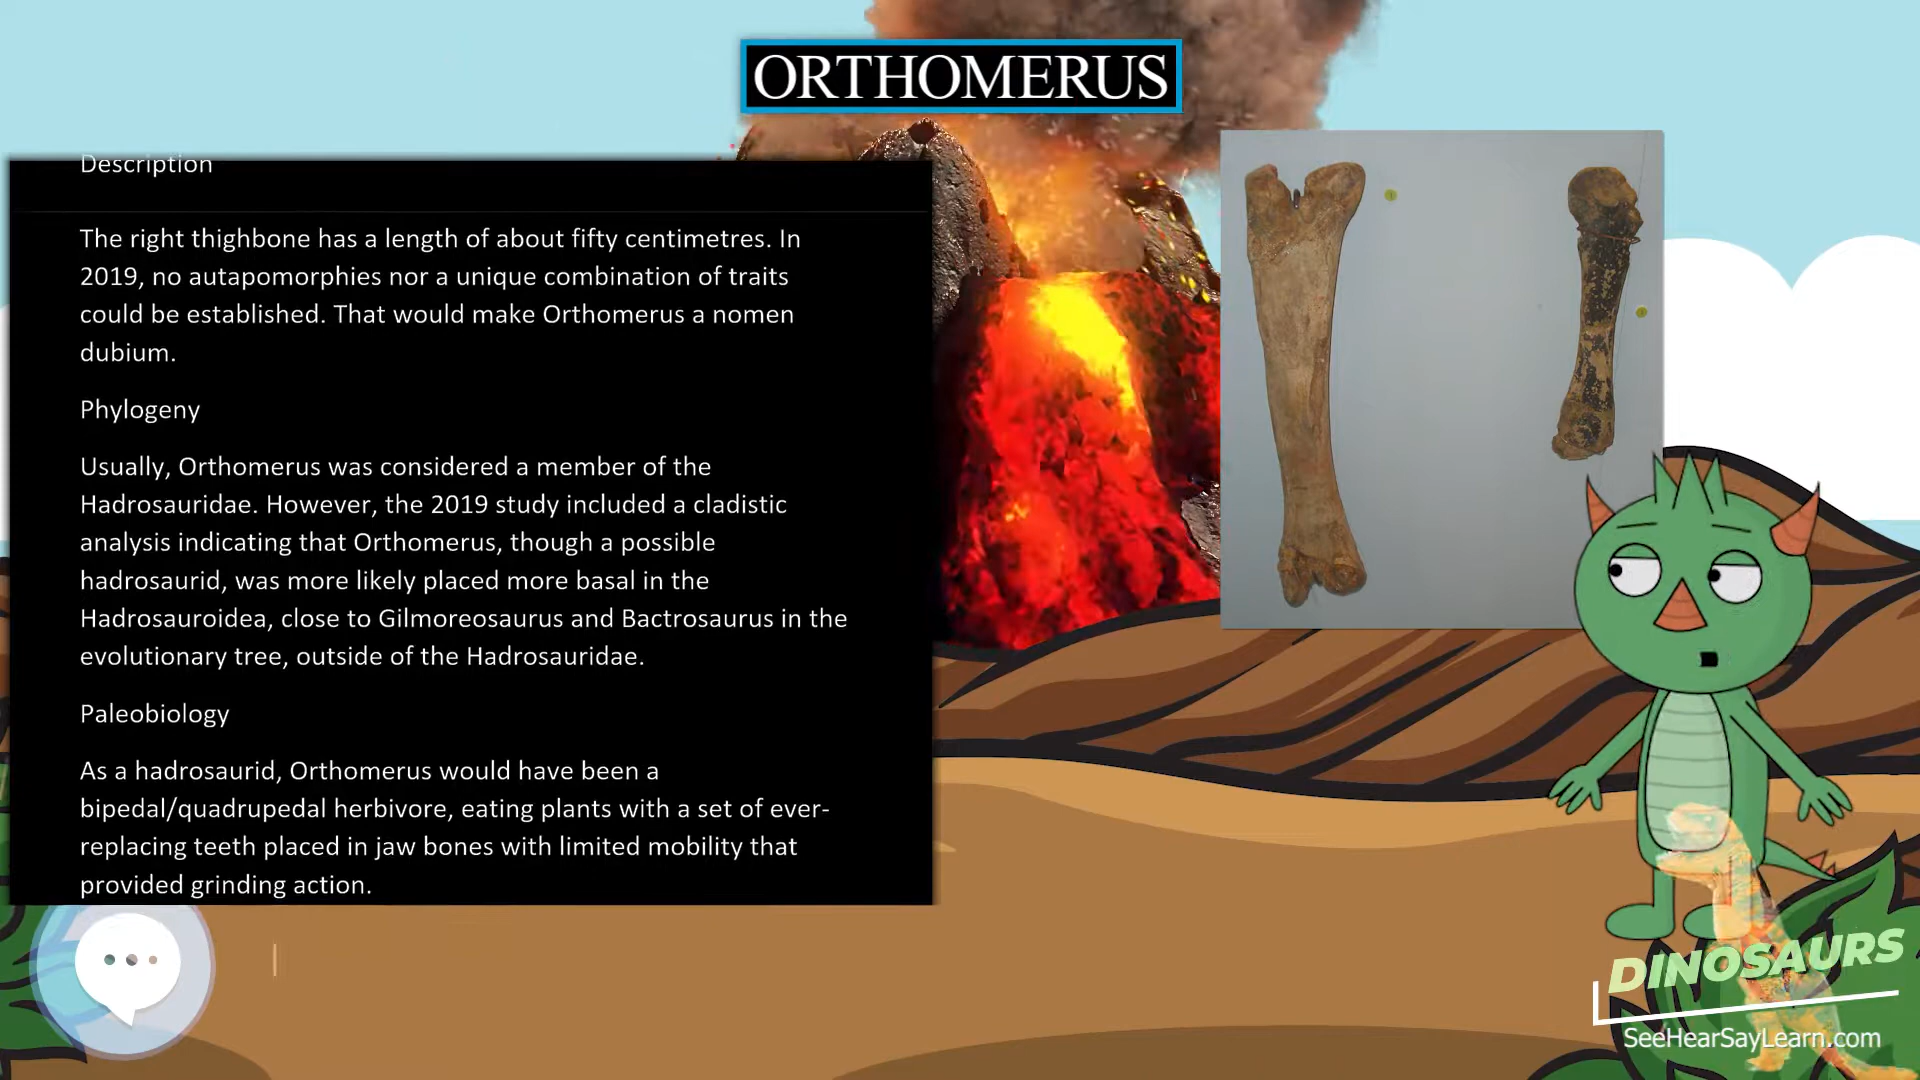 ORTHOMERUS
Description
The right thighbone has a length of about fifty centimetres. In
2019, no autapomorphies nor a unique combination of traits
could be established. That would make Orthomerus a nomen
dubium.
Phylogeny
Usually, Orthomerus was considered a member of the
Hadrosauridae. However, the 2019 study included a cladistic
analysis indicating that Orthomerus, though a possible
hadrosaurid, was more likely placed more basal in the
Hadrosauroidea, close to Gilmoreosaurus and Bactrosaurus in the
evolutionary tree, outside of the Hadrosauridae.
Paleobiology
As a hadrosaurid, Orthomerus would have been a
bipedal/quadrupedal herbivore, eating plants with a set of ever-
replacing teeth placed in jaw bones with limited mobility that
provided grinding action.
DINOSAURS
SeeHearSayLearn.com